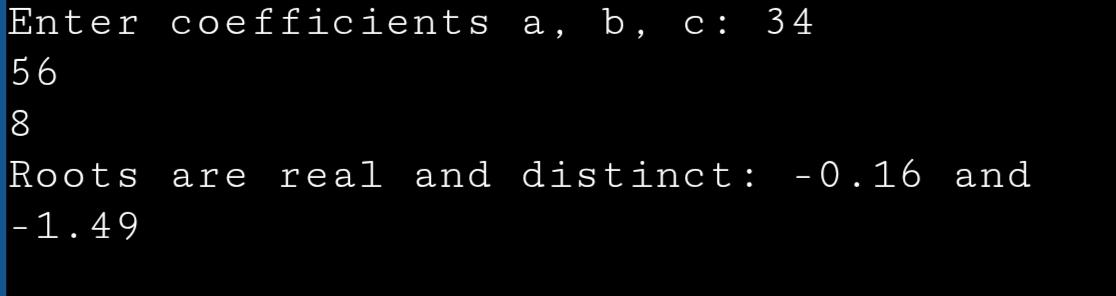 Enter coefficients a, b, c: 34
56
8
Roots are real and distinct: -0.16 and
-1.49